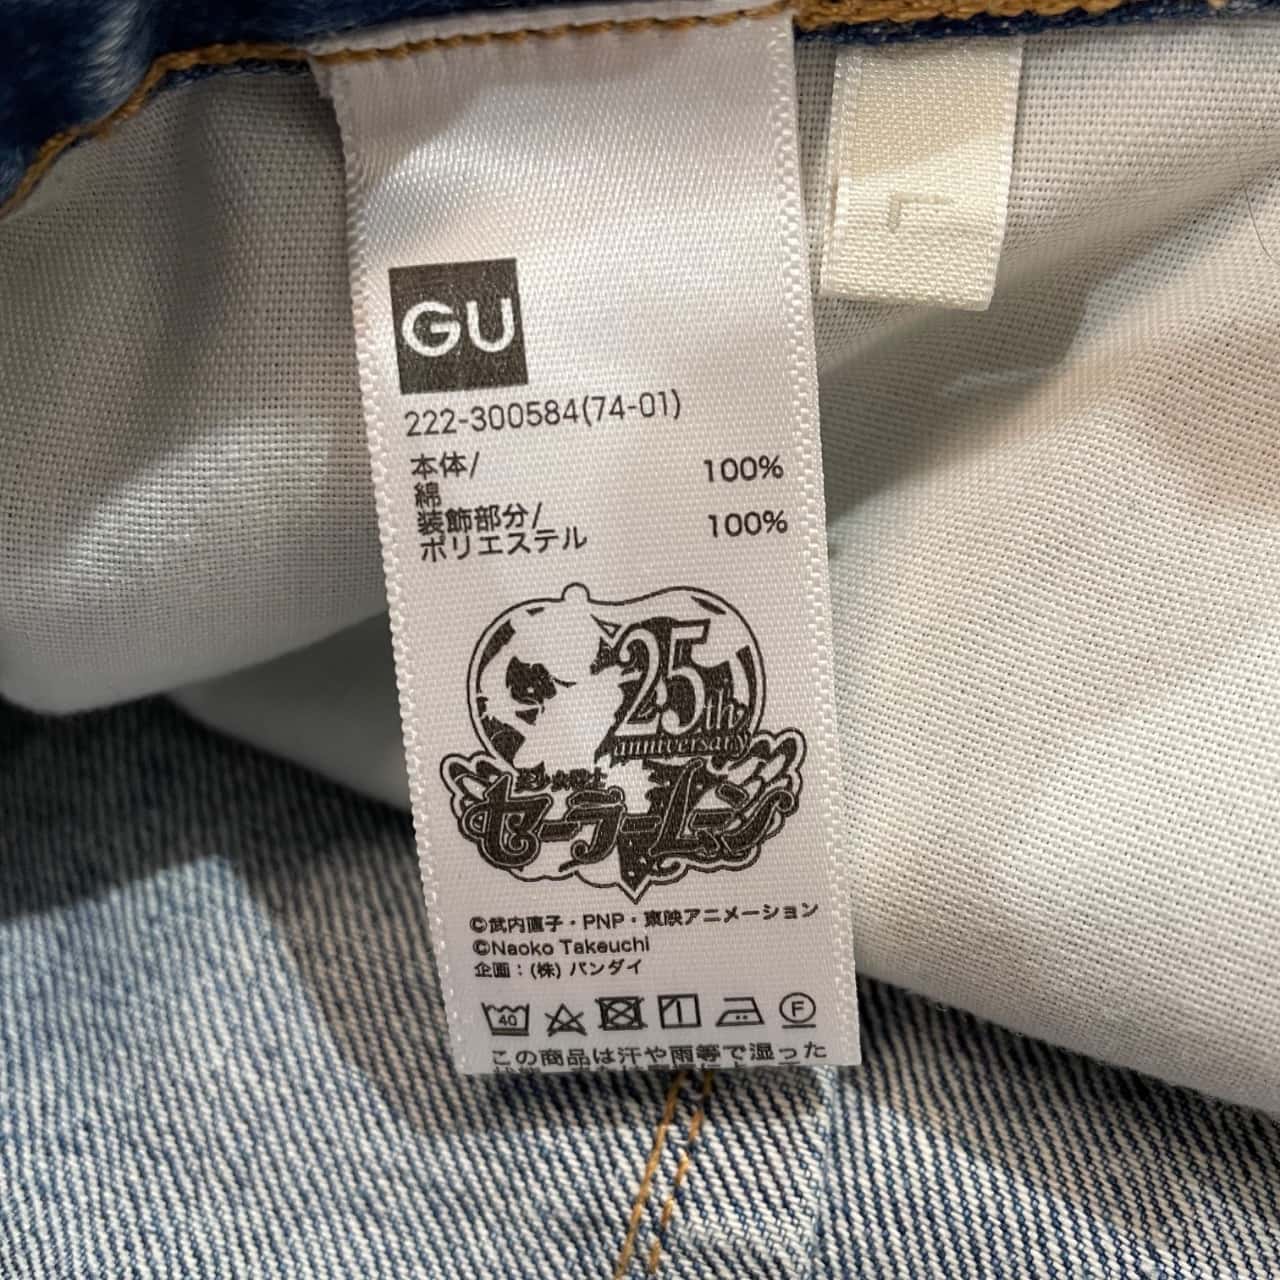 L
GU
222-300584(74-01)
本体/
綿 100%
装飾部分/
ポリエステル 100%
25th
anniversary
美少女戦士
セーラームーン
©武内直子・PNP・東映アニメーション
©Naoko Takeuchi
企画：(株) バンダイ
40
F
この商品は汗や雨等で湿った